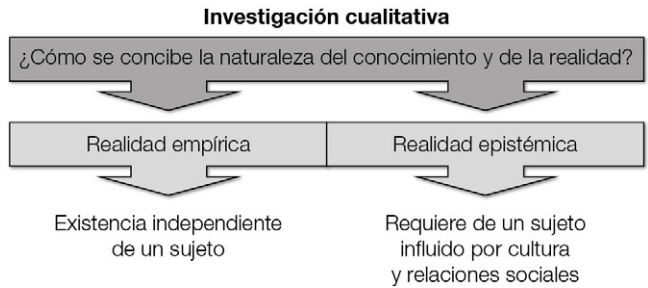 Investigación cualitativa
¿Cómo se concibe la naturaleza del conocimiento y de la realidad?
Realidad empírica
Realidad epistémica
Existencia independiente
de un sujeto
Requiere de un sujeto
influido por cultura
y relaciones sociales